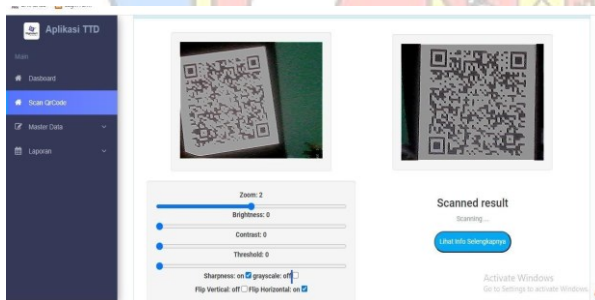 Aplikasi TTD
Main
Dasboard
Scan QrCode
Master Data
Laporan
Zoom: 2
Brightness: 0
Contrast: 0
Threshold: 0
Sharpness: on grayscale: off
Flip Vertical: off Flip Horizontal: on
Scanned result
Scanning ...
Lihat Info Selengkapnya
Activate Windows
Go to Settings to activate Windows.